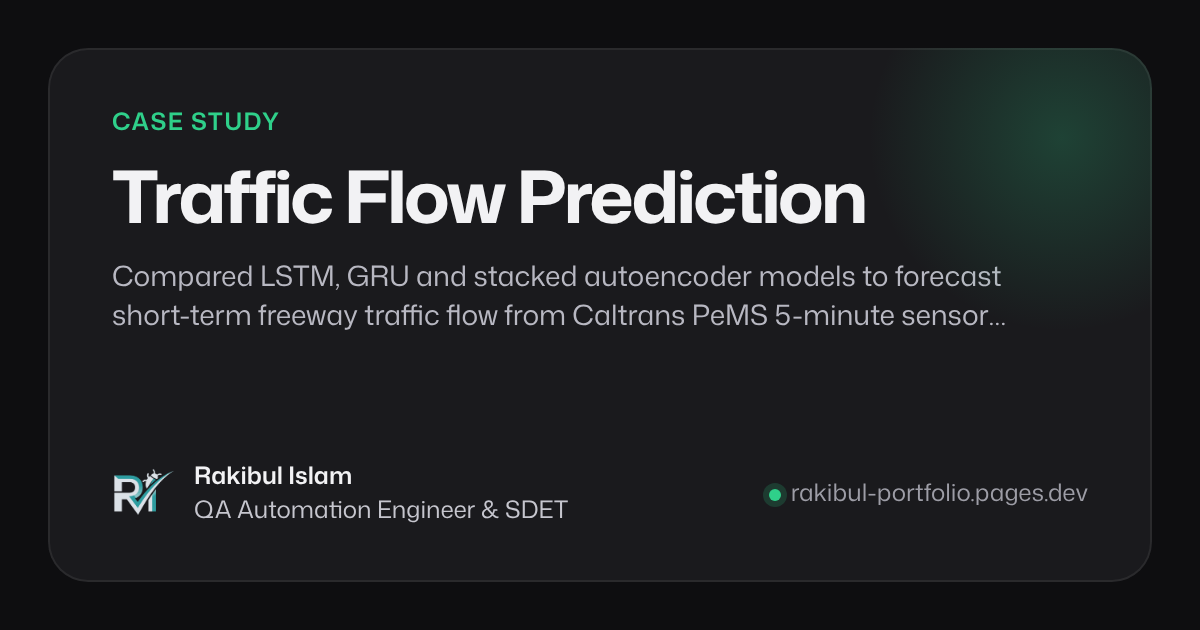 CASE STUDY
Traffic Flow Prediction
Compared LSTM, GRU and stacked autoencoder models to forecast
short-term freeway traffic flow from Caltrans PeMS 5-minute sensor...
Rakibul Islam
QA Automation Engineer & SDET
rakibul-portfolio.pages.dev